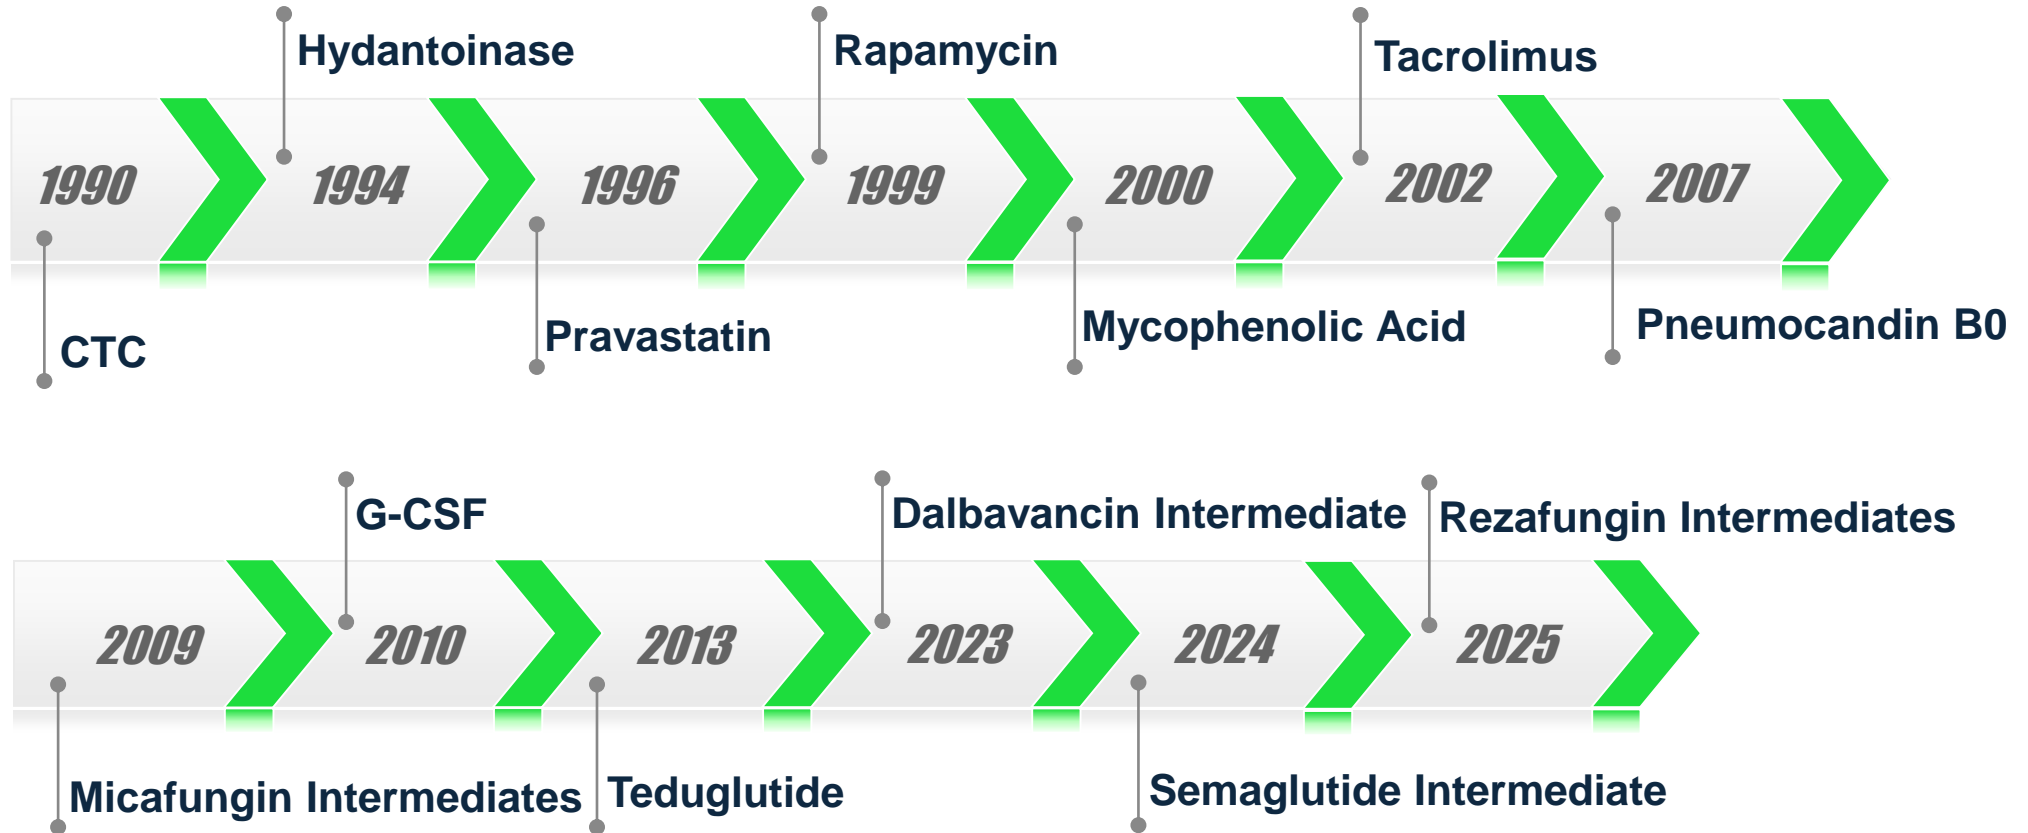 Hydantoinase
Rapamycin
Tacrolimus
1990
1994
1996
1999
2000
2002
2007
CTC
Pravastatin
Mycophenolic Acid
Pneumocandin B0
G-CSF
Dalbavancin Intermediate
Rezafungin Intermediates
2009
2010
2013
2023
2024
2025
Micafungin Intermediates
Teduglutide
Semaglutide Intermediate